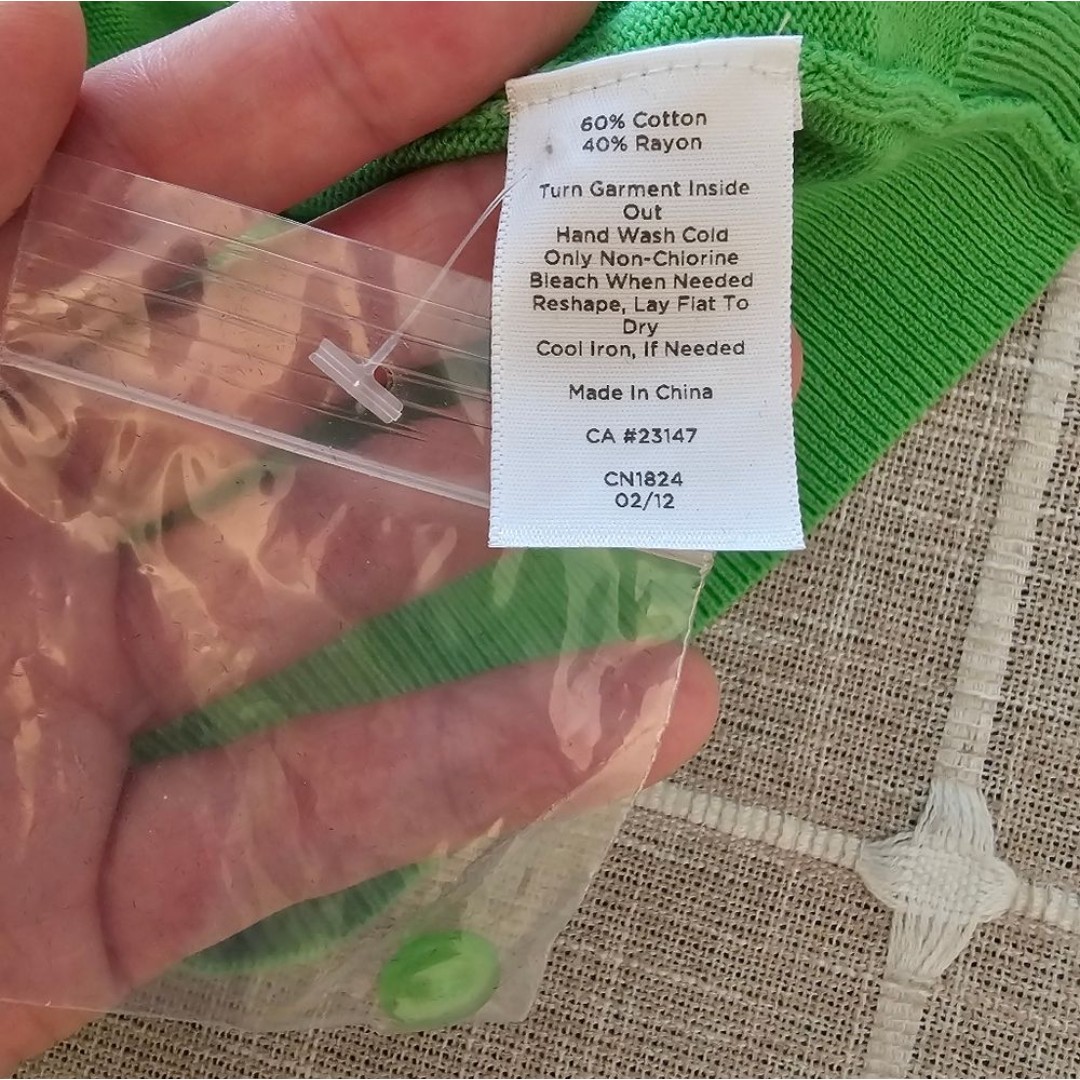 60% Cotton
40% Rayon
Turn Garment Inside
Out
Hand Wash Cold
Only Non-Chlorine
Bleach When Needed
Reshape, Lay Flat To
Dry
Cool Iron, If Needed
Made In China
CA #23147
CN1824
02/12